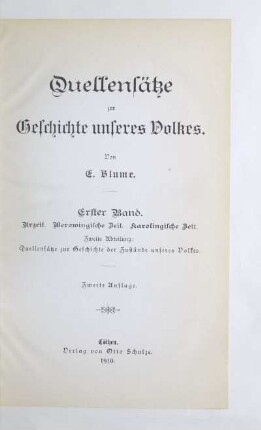 Quellensätze
zur
Geschichte unseres Volkes.
Von
E. Blume.
Erster Band.
Urzeit. Merowingische Zeit. Karolingische Zeit.
Zweite Abteilung:
Quellensätze zur Geschichte der Zustände unseres Volkes.
Zweite Auflage.
Cöthen.
Verlag von Otto Schulze.
1910.